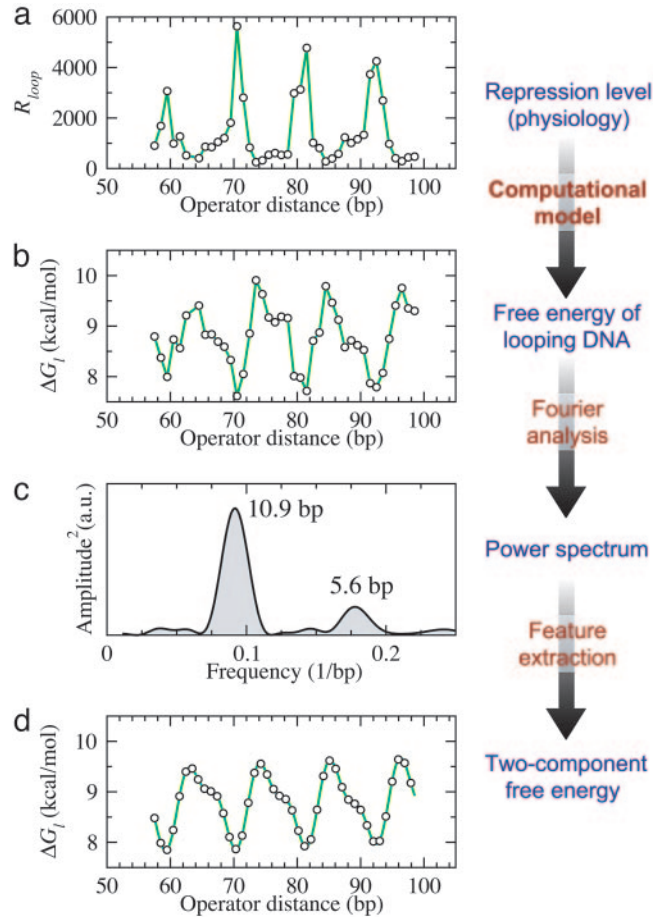 a
6000
4000
2000
0
R_loop
50 60 70 80 90 100
Operator distance (bp)
Repression level
(physiology)
Computational
model
b
10
9
8
ΔG_l (kcal/mol)
50 60 70 80 90 100
Operator distance (bp)
Free energy of
looping DNA
Fourier
analysis
c
10.9 bp
5.6 bp
Amplitude² (a.u.)
0 0.1 0.2
Frequency (1/bp)
Power spectrum
Feature
extraction
d
10
9
8
ΔG_l (kcal/mol)
50 60 70 80 90 100
Operator distance (bp)
Two-component
free energy